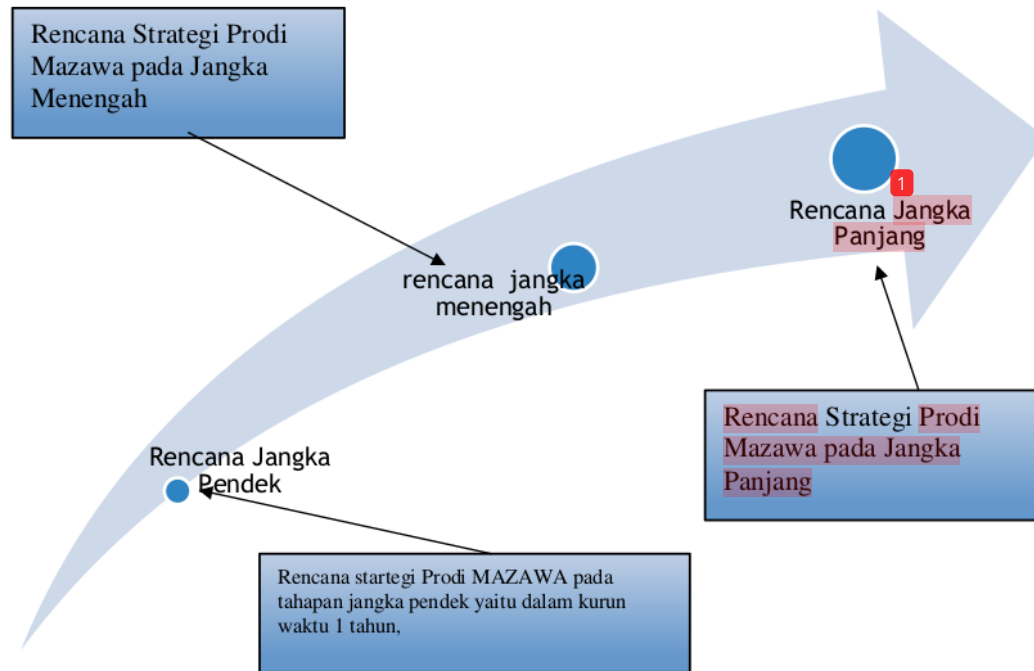 Rencana Strategi Prodi
Mazawa pada Jangka
Menengah
1
Rencana Jangka
Panjang
rencana jangka
menengah
Rencana Strategi Prodi
Mazawa pada Jangka
Panjang
Rencana Jangka
Pendek
Rencana startegi Prodi MAZAWA pada
tahapan jangka pendek yaitu dalam kurun
waktu 1 tahun,